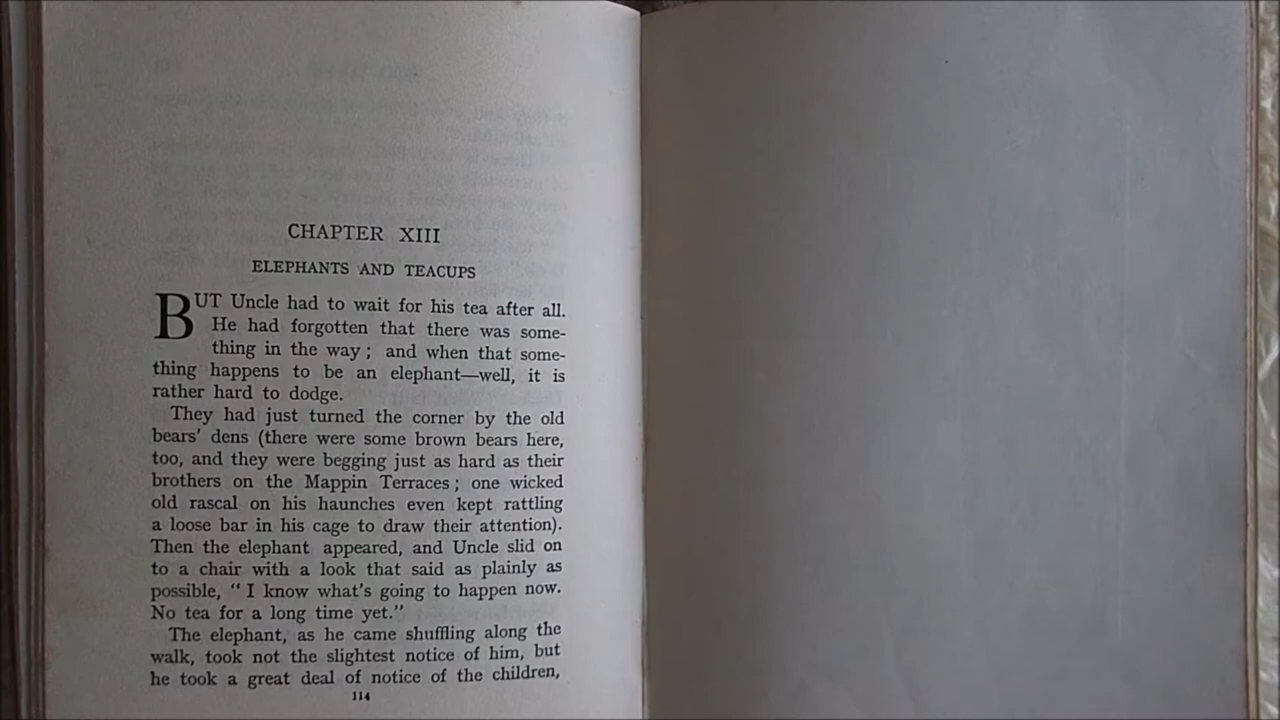 CHAPTER XIII
ELEPHANTS AND TEACUPS
BUT Uncle had to wait for his tea after all.
He had forgotten that there was some-
thing in the way; and when that some-
thing happens to be an elephant—well, it is
rather hard to dodge.
They had just turned the corner by the old
bears' dens (there were some brown bears here,
too, and they were begging just as hard as their
brothers on the Mappin Terraces; one wicked
old rascal on his haunches even kept rattling
a loose bar in his cage to draw their attention).
Then the elephant appeared, and Uncle slid on
to a chair with a look that said as plainly as
possible, "I know what's going to happen now.
No tea for a long time yet."
The elephant, as he came shuffling along the
walk, took not the slightest notice of him, but
he took a great deal of notice of the children,
114